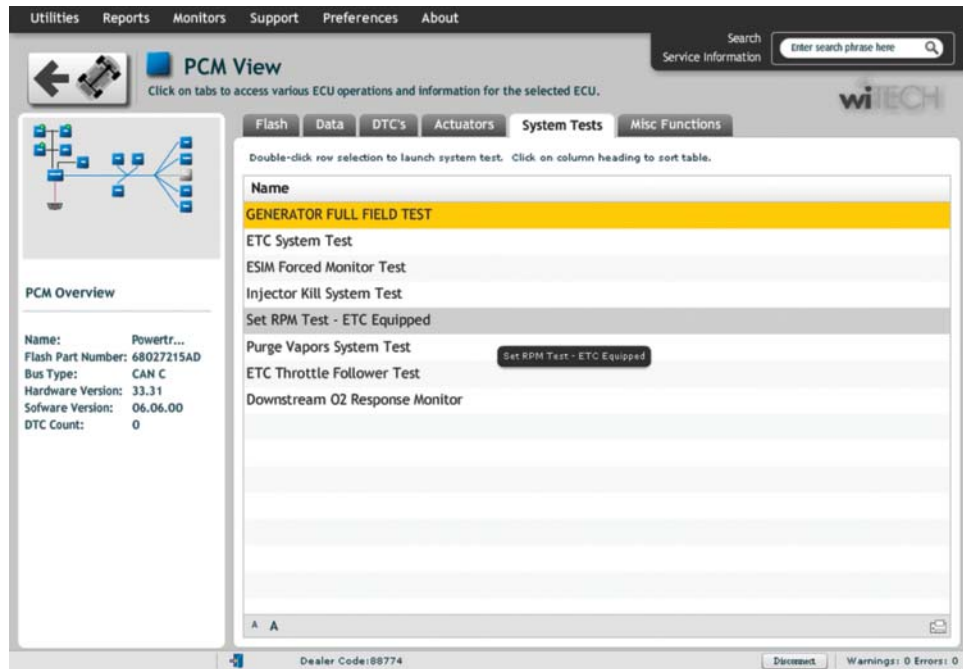 Utilities Reports Monitors Support Preferences About
Search
Service Information
Enter search phrase here
PCM View
Click on tabs to access various ECU operations and information for the selected ECU.
wiTECH
Flash Data DTC's Actuators System Tests Misc Functions
Double-click row selection to launch system test. Click on column heading to sort table.
Name
GENERATOR FULL FIELD TEST
ETC System Test
ESIM Forced Monitor Test
Injector Kill System Test
Set RPM Test - ETC Equipped
Purge Vapors System Test
Set RPM Test - ETC Equipped
ETC Throttle Follower Test
Downstream O2 Response Monitor
A A
PCM Overview
Name: Powertr...
Flash Part Number: 68027215AD
Bus Type: CAN C
Hardware Version: 33.31
Sofware Version: 06.06.00
DTC Count: 0
Dealer Code:88774
Disconnect
Warnings: 0 Errors: 0